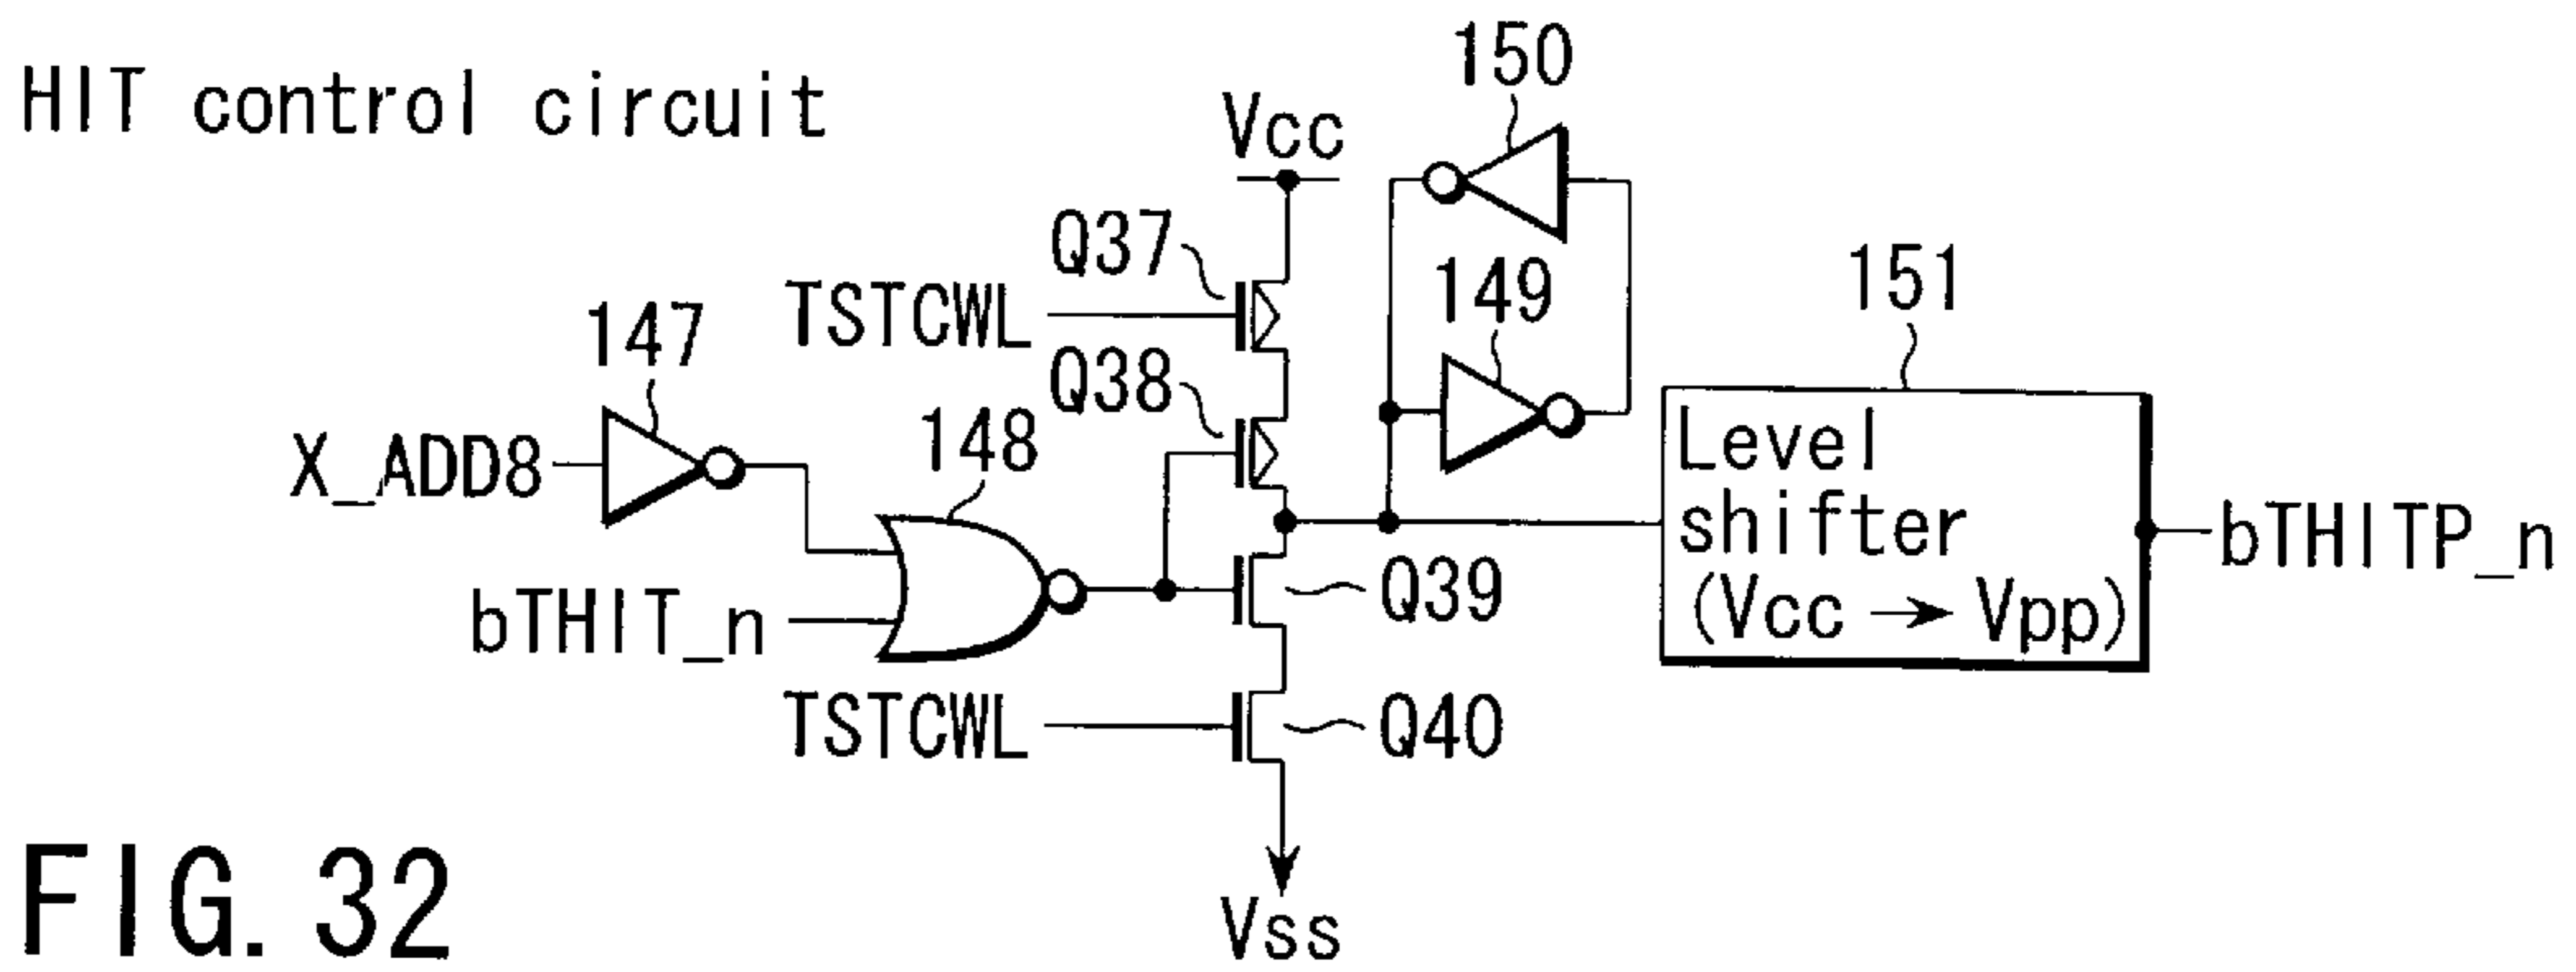 HIT control circuit
150
Vcc
Q37
149
151
TSTCWL
147
Q38
148
X_ADD8
Level
shifter
(Vcc → Vpp)
bTHITP_n
Q39
bTHIT_n
TSTCWL
Q40
Vss
FIG. 32